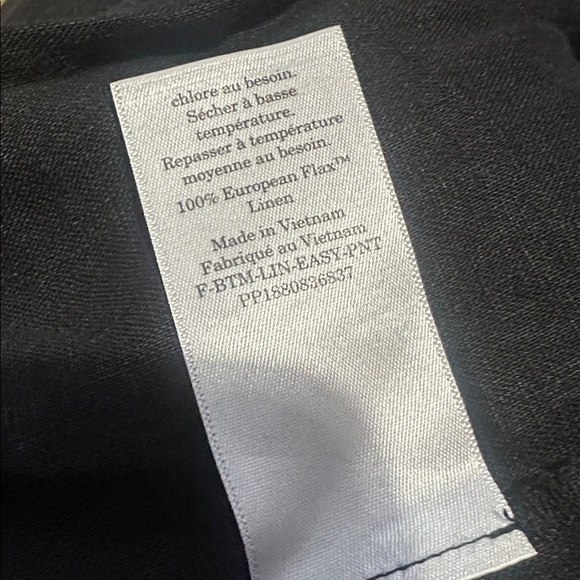 chlore au besoin.
Sécher à basse
température.
Repasser à température
moyenne au besoin.
100% European Flax™
Linen
Made in Vietnam
Fabriqué au Vietnam
F-BTM-LIN-EASY-PNT
PP1880836837